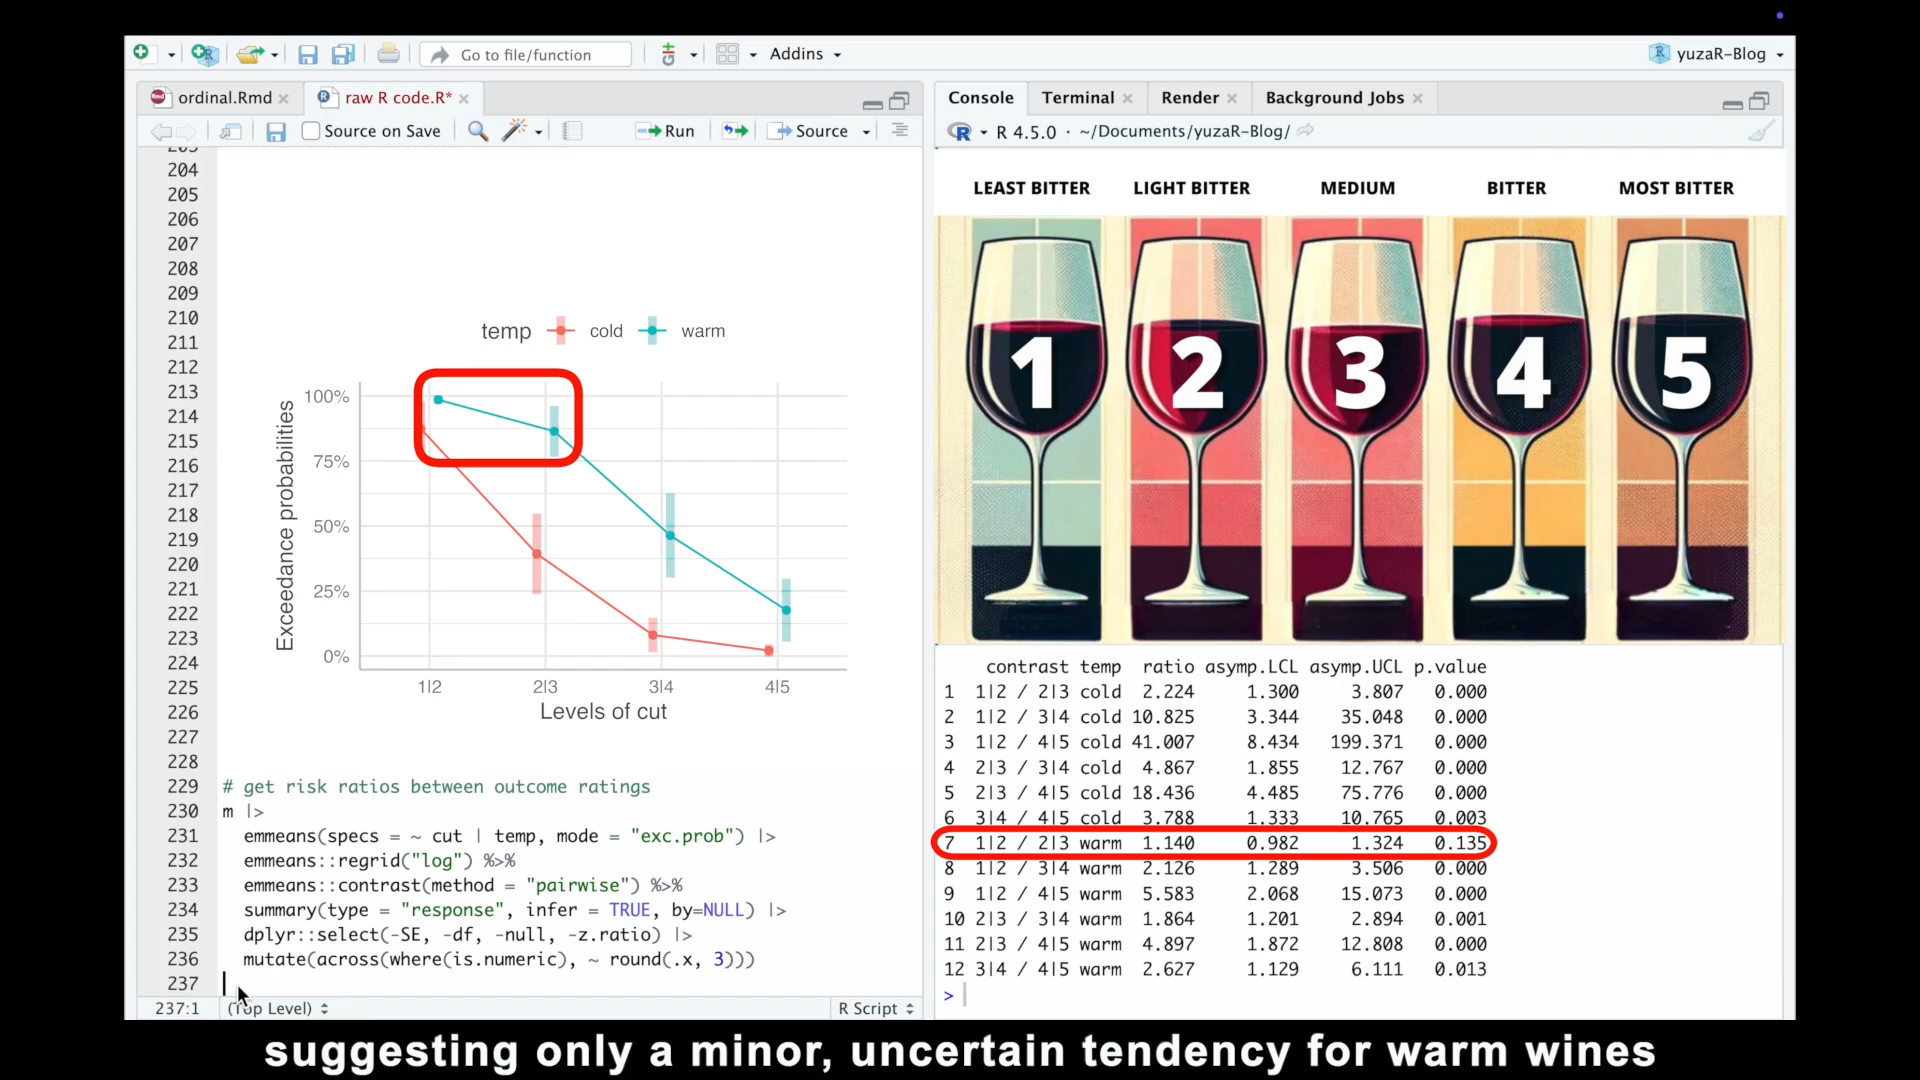 Go to file/function
Addins
yuzaR-Blog
ordinal.Rmd
raw R code.R*
Source on Save
Run
Source
204
205
206
207
208
209
210
211
212
213
214
215
216
217
218
219
220
221
222
223
224
225
226
227
228
temp cold warm
Exceedance probabilities
100%
75%
50%
25%
0%
1|2 2|3 3|4 4|5
Levels of cut
229 # get risk ratios between outcome ratings
230 m |>
231 emmeans(specs = ~ cut | temp, mode = "exc.prob") |>
232 emmeans::regrid("log") %>%
233 emmeans::contrast(method = "pairwise") %>%
234 summary(type = "response", infer = TRUE, by=NULL) |>
235 dplyr::select(-SE, -df, -null, -z.ratio) |>
236 mutate(across(where(is.numeric), ~ round(.x, 3)))
237
237:1 (Top Level) R Script
Console Terminal Render Background Jobs
R 4.5.0 · ~/Documents/yuzaR-Blog/
LEAST BITTER LIGHT BITTER MEDIUM BITTER MOST BITTER
1 2 3 4 5
contrast temp ratio asymp.LCL asymp.UCL p.value
1 1|2 / 2|3 cold 2.224 1.300 3.807 0.000
2 1|2 / 3|4 cold 10.825 3.344 35.048 0.000
3 1|2 / 4|5 cold 41.007 8.434 199.371 0.000
4 2|3 / 3|4 cold 4.867 1.855 12.767 0.000
5 2|3 / 4|5 cold 18.436 4.485 75.776 0.000
6 3|4 / 4|5 cold 3.788 1.333 10.765 0.003
7 1|2 / 2|3 warm 1.140 0.982 1.324 0.135
8 1|2 / 3|4 warm 2.126 1.289 3.506 0.000
9 1|2 / 4|5 warm 5.583 2.068 15.073 0.000
10 2|3 / 3|4 warm 1.864 1.201 2.894 0.001
11 2|3 / 4|5 warm 4.897 1.872 12.808 0.000
12 3|4 / 4|5 warm 2.627 1.129 6.111 0.013
>
suggesting only a minor, uncertain tendency for warm wines